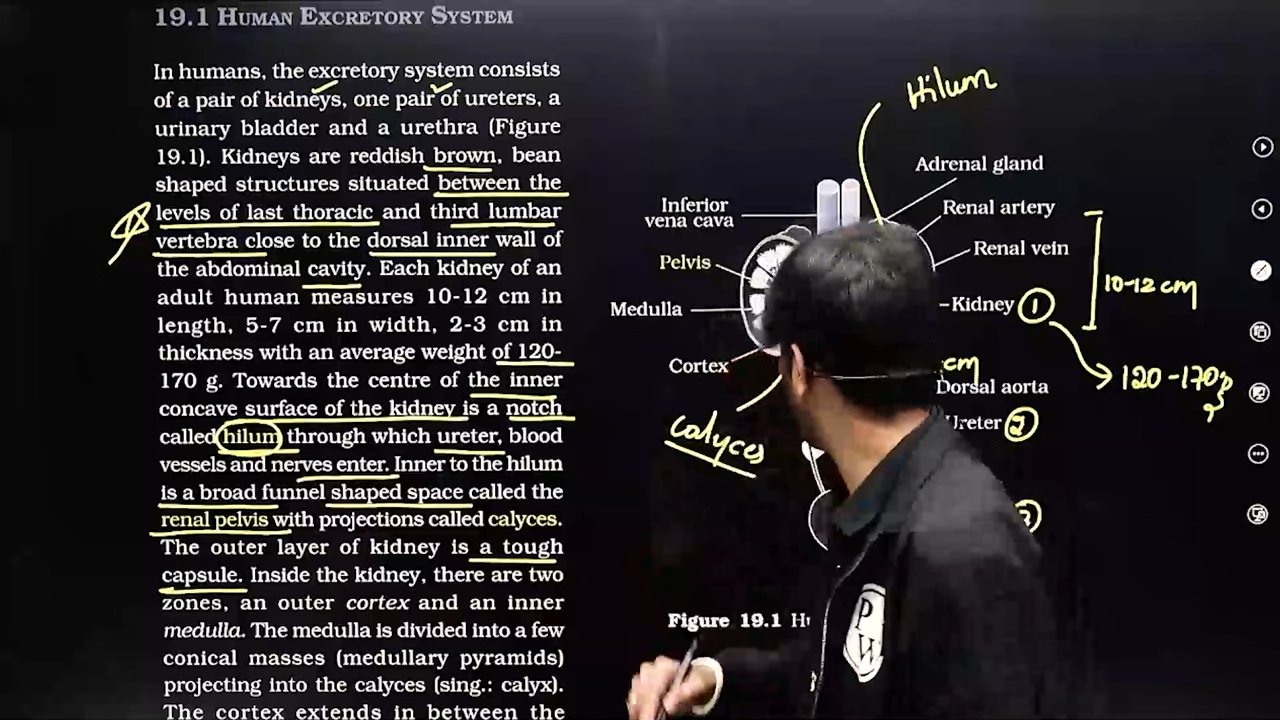 19.1 HUMAN EXCRETORY SYSTEM
In humans, the excretory system consists
of a pair of kidneys, one pair of ureters, a
urinary bladder and a urethra (Figure
19.1). Kidneys are reddish brown, bean
shaped structures situated between the
levels of last thoracic and third lumbar
vertebra close to the dorsal inner wall of
the abdominal cavity. Each kidney of an
adult human measures 10-12 cm in
length, 5-7 cm in width, 2-3 cm in
thickness with an average weight of 120-
170 g. Towards the centre of the inner
concave surface of the kidney is a notch
called hilum through which ureter, blood
vessels and nerves enter. Inner to the hilum
is a broad funnel shaped space called the
renal pelvis with projections called calyces.
The outer layer of kidney is a tough
capsule. Inside the kidney, there are two
zones, an outer cortex and an inner
medulla. The medulla is divided into a few
conical masses (medullary pyramids)
projecting into the calyces (sing.: calyx).
The cortex extends in between the
Hilum
Adrenal gland
Inferior
vena cava
Renal artery
Renal vein
Pelvis
Medulla
Kidney 1
10-12 cm
Cortex
cm
120-170g
Dorsal aorta
Ureter 2
calyces
3
Figure 19.1 Hu
P
W